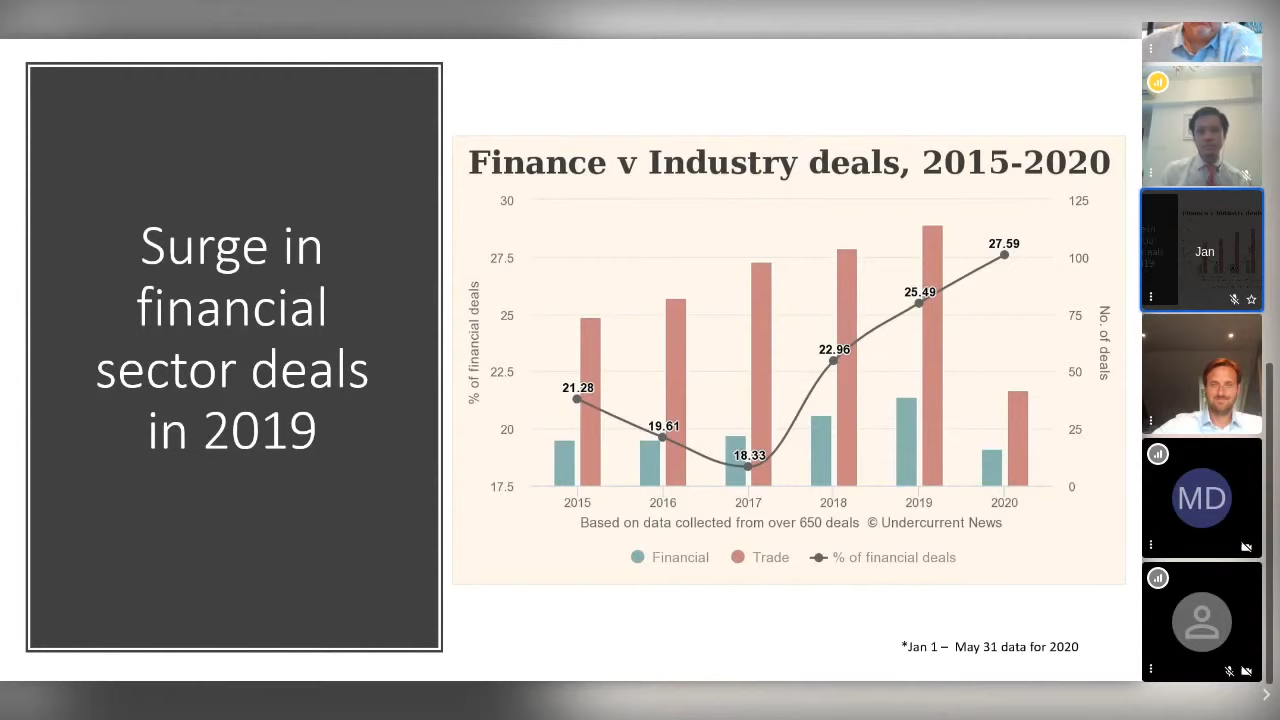 Surge in
financial
sector deals
in 2019
Finance v Industry deals, 2015-2020
30
27.5
25
22.5
20
17.5
% of financial deals
125
100
75
50
25
0
No. of deals
21.28
19.61
18.33
22.96
25.49
27.59
2015 2016 2017 2018 2019 2020
Based on data collected from over 650 deals © Undercurrent News
Financial Trade % of financial deals
*Jan 1 – May 31 data for 2020
Jan
MD